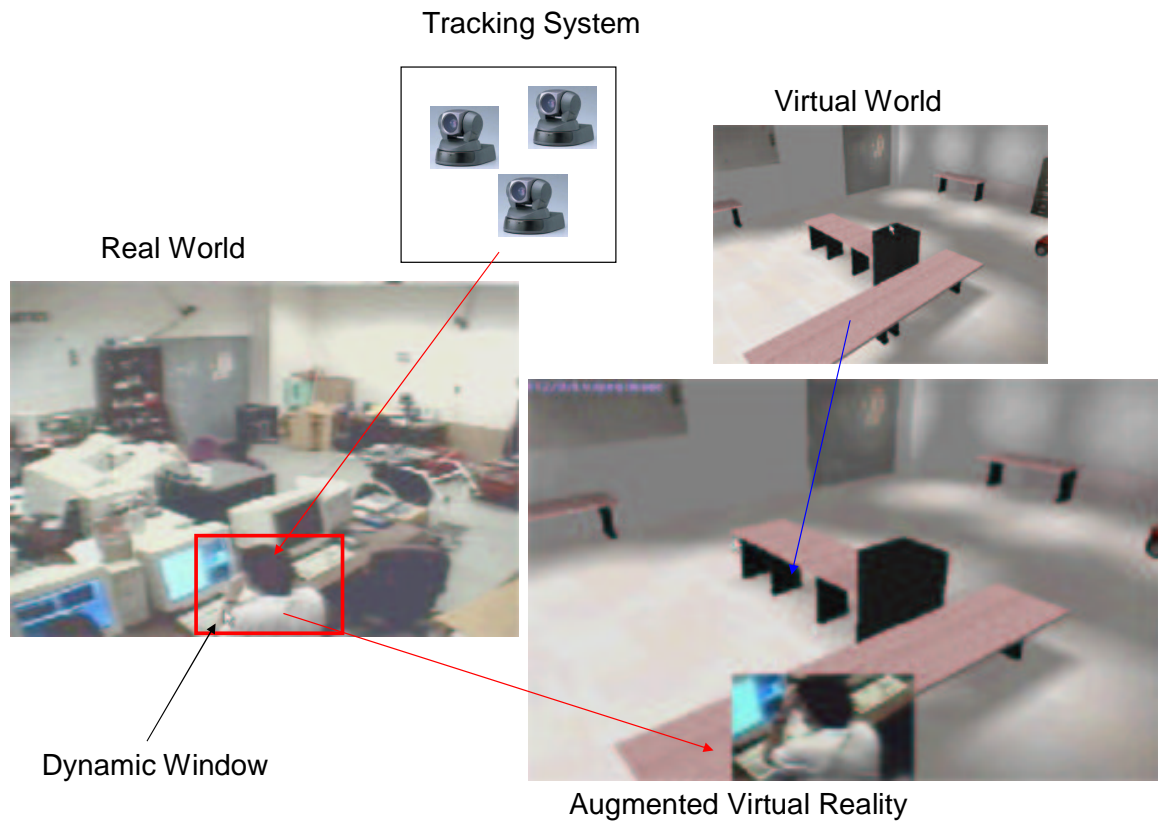 Tracking System
Virtual World
Real World
Dynamic Window
Augmented Virtual Reality